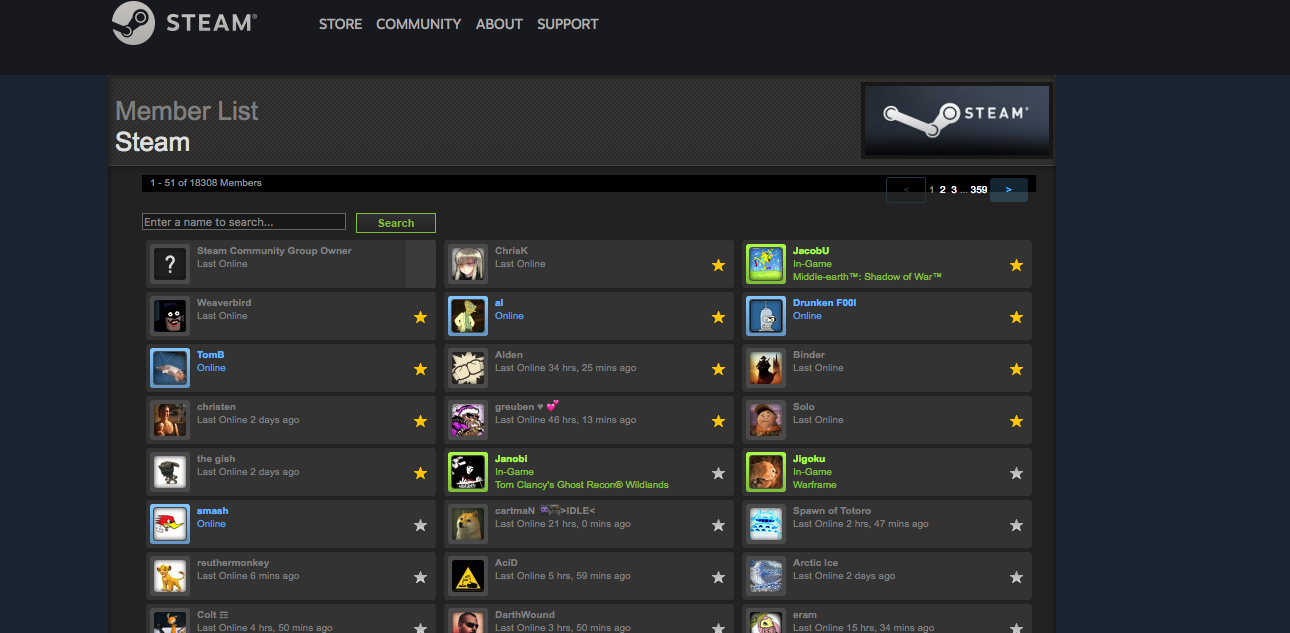 STEAM®
STORE COMMUNITY ABOUT SUPPORT
Member List
Steam
STEAM®
1 - 51 of 18308 Members
< 1 2 3 ... 359 >
Enter a name to search...
Search
Steam Community Group Owner
Last Online
ChrisK
Last Online
JacobU
In-Game
Middle-earth™: Shadow of War™
Weaverbird
Last Online
al
Online
Drunken F00l
Online
TomB
Online
Alden
Last Online 34 hrs, 25 mins ago
Binder
Last Online
christen
Last Online 2 days ago
greuben ♥ 💕
Last Online 46 hrs, 13 mins ago
Solo
Last Online
the gish
Last Online 2 days ago
Janobi
In-Game
Tom Clancy's Ghost Recon® Wildlands
Jigoku
In-Game
Warframe
smash
Online
cartmaN >IDLE<
Last Online 21 hrs, 0 mins ago
Spawn of Totoro
Last Online 2 hrs, 47 mins ago
reuthermonkey
Last Online 6 mins ago
AciD
Last Online 5 hrs, 59 mins ago
Arctic Ice
Last Online 2 days ago
Colt
Last Online 4 hrs, 50 mins ago
DarthWound
Last Online 3 hrs, 50 mins ago
eram
Last Online 15 hrs, 34 mins ago